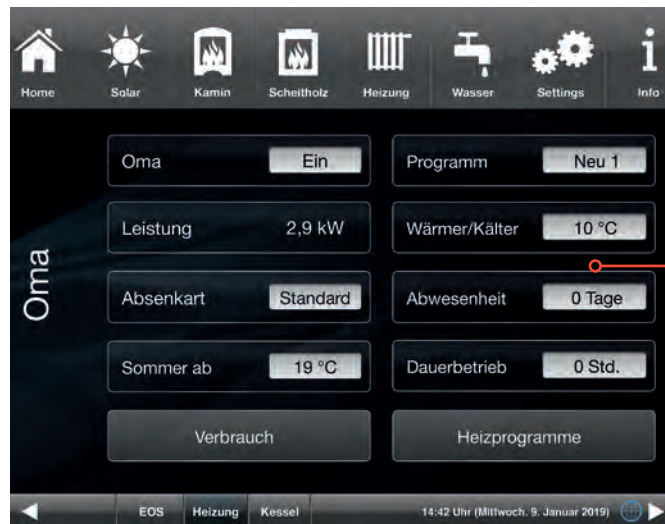 Home Solar Kamin Scheitholz Heizung Wasser Settings Info
Oma
Oma Ein
Programm Neu 1
Leistung 2,9 kW
Wärmer/Kälter 10 °C
Absenkart Standard
Abwesenheit 0 Tage
Sommer ab 19 °C
Dauerbetrieb 0 Std.
Verbrauch
Heizprogramme
EOS Heizung Kessel 14:42 Uhr (Mittwoch. 9. Januar 2019)